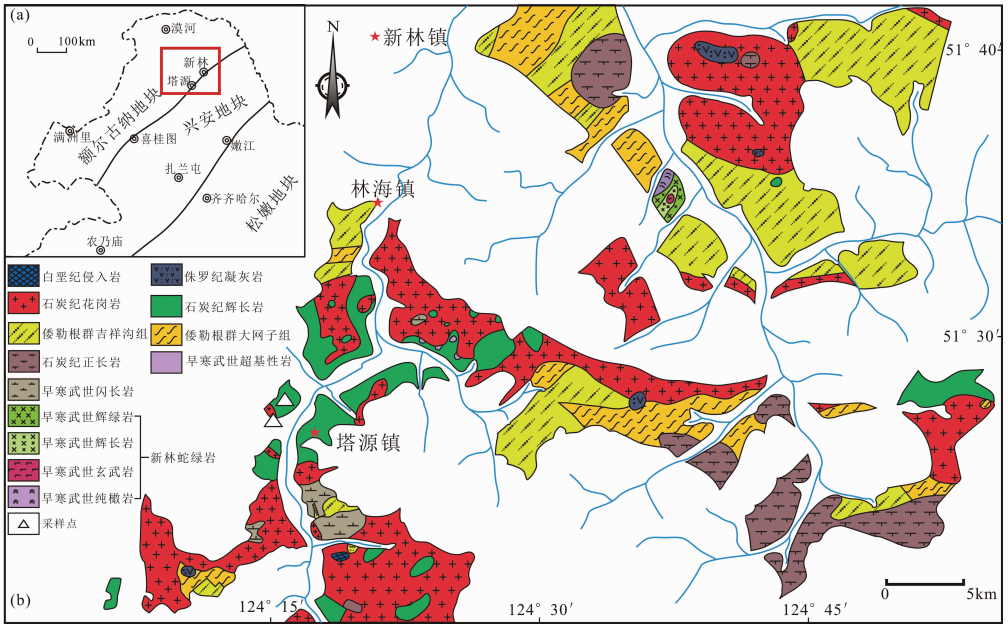 (a)
漠河
0 100km
新林
塔源
额尔古纳地块
兴安地块
满洲里
喜桂图
嫩江
扎兰屯
齐齐哈尔
松嫩地块
农乃庙
N
新林镇
51° 40′
林海镇
白垩纪侵入岩
侏罗纪凝灰岩
石炭纪花岗岩
石炭纪辉长岩
倭勒根群吉祥沟组
倭勒根群大网子组
石炭纪正长岩
早寒武世超基性岩
早寒武世闪长岩
早寒武世辉绿岩
早寒武世辉长岩
新林蛇绿岩
早寒武世玄武岩
早寒武世纯橄岩
采样点
51° 30′
塔源镇
(b)
124° 15′
124° 30′
124° 45′
0 5km